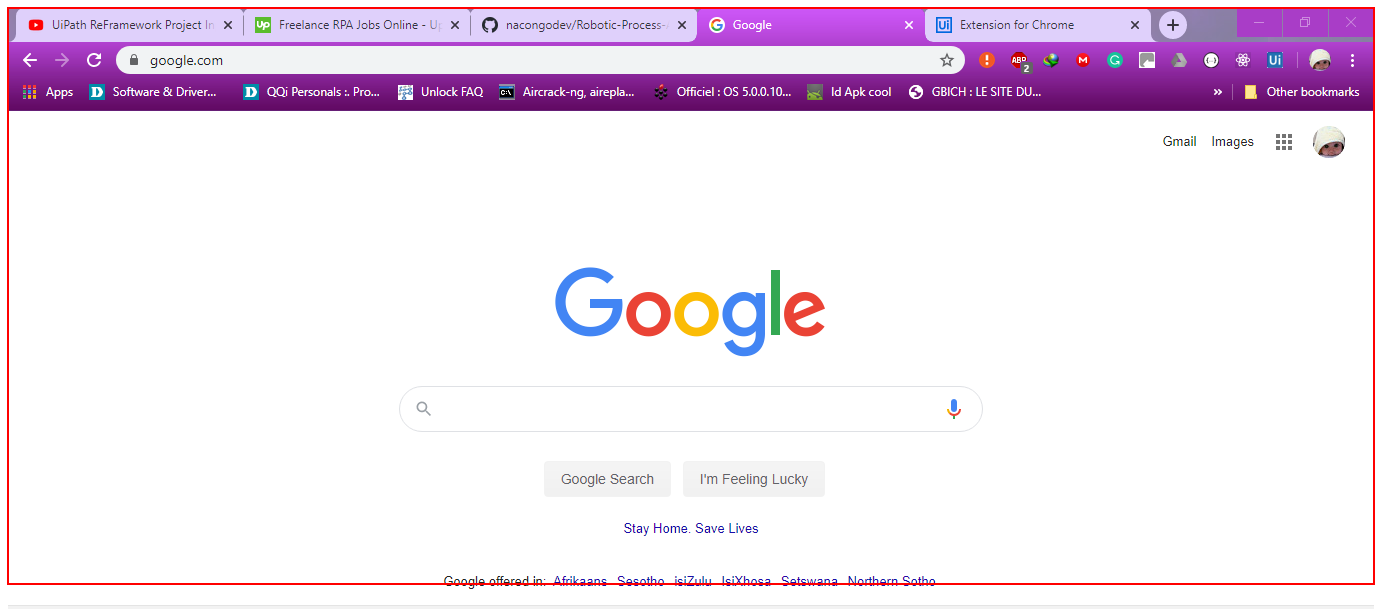 UiPath ReFramework Project In
Freelance RPA Jobs Online - Up
nacongodev/Robotic-Process-A
Google
Extension for Chrome
google.com
ABP 2 M G Ui
Apps
Software & Driver...
QQi Personals :. Pro...
Unlock FAQ
Aircrack-ng, airepla...
Officiel : OS 5.0.0.10...
Id Apk cool
GBICH : LE SITE DU...
»
Other bookmarks
Gmail Images
Google
Google Search
I'm Feeling Lucky
Stay Home. Save Lives
Google offered in: Afrikaans Sesotho isiZulu IsiXhosa Setswana Northern Sotho